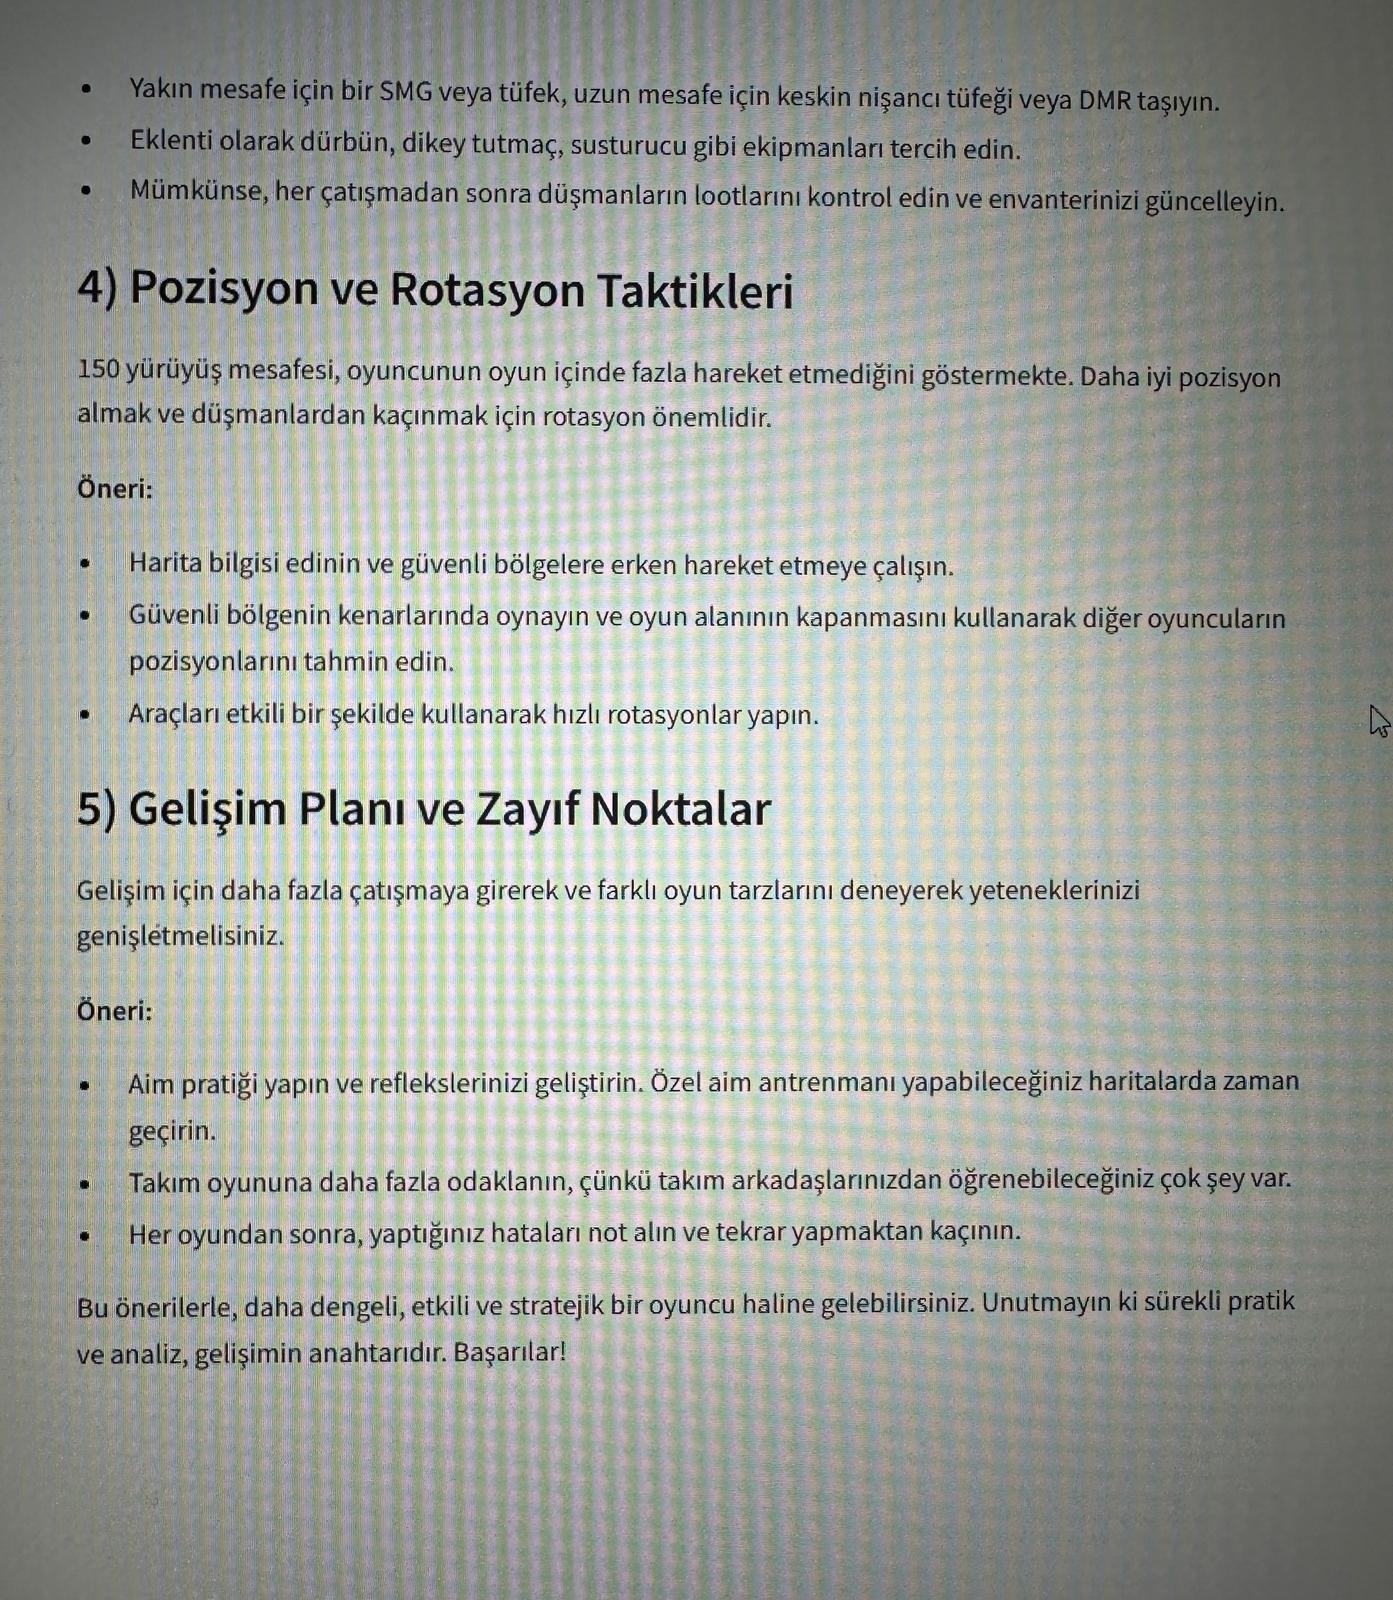 • Yakın mesafe için bir SMG veya tüfek, uzun mesafe için keskin nişancı tüfeği veya DMR taşıyın.
• Eklenti olarak dürbün, dikey tutmaç, susturucu gibi ekipmanları tercih edin.
• Mümkünse, her çatışmadan sonra düşmanların lootlarını kontrol edin ve envanterinizi güncelleyin.
4) Pozisyon ve Rotasyon Taktikleri
150 yürüyüş mesafesi, oyuncunun oyun içinde fazla hareket etmediğini göstermekte. Daha iyi pozisyon
almak ve düşmanlardan kaçınmak için rotasyon önemlidir.
Öneri:
• Harita bilgisi edinin ve güvenli bölgelere erken hareket etmeye çalışın.
• Güvenli bölgenin kenarlarında oynayın ve oyun alanının kapanmasını kullanarak diğer oyuncuların
pozisyonlarını tahmin edin.
• Araçları etkili bir şekilde kullanarak hızlı rotasyonlar yapın.
5) Gelişim Planı ve Zayıf Noktalar
Gelişim için daha fazla çatışmaya girerek ve farklı oyun tarzlarını deneyerek yeteneklerinizi
genişletmelisiniz.
Öneri:
• Aim pratiği yapın ve reflekslerinizi geliştirin. Özel aim antrenmanı yapabileceğiniz haritalarda zaman
geçirin.
• Takım oyununa daha fazla odaklanın, çünkü takım arkadaşlarınızdan öğrenebileceğiniz çok şey var.
• Her oyundan sonra, yaptığınız hataları not alın ve tekrar yapmaktan kaçının.
Bu önerilerle, daha dengeli, etkili ve stratejik bir oyuncu haline gelebilirsiniz. Unutmayın ki sürekli pratik
ve analiz, gelişimin anahtarıdır. Başarılar!